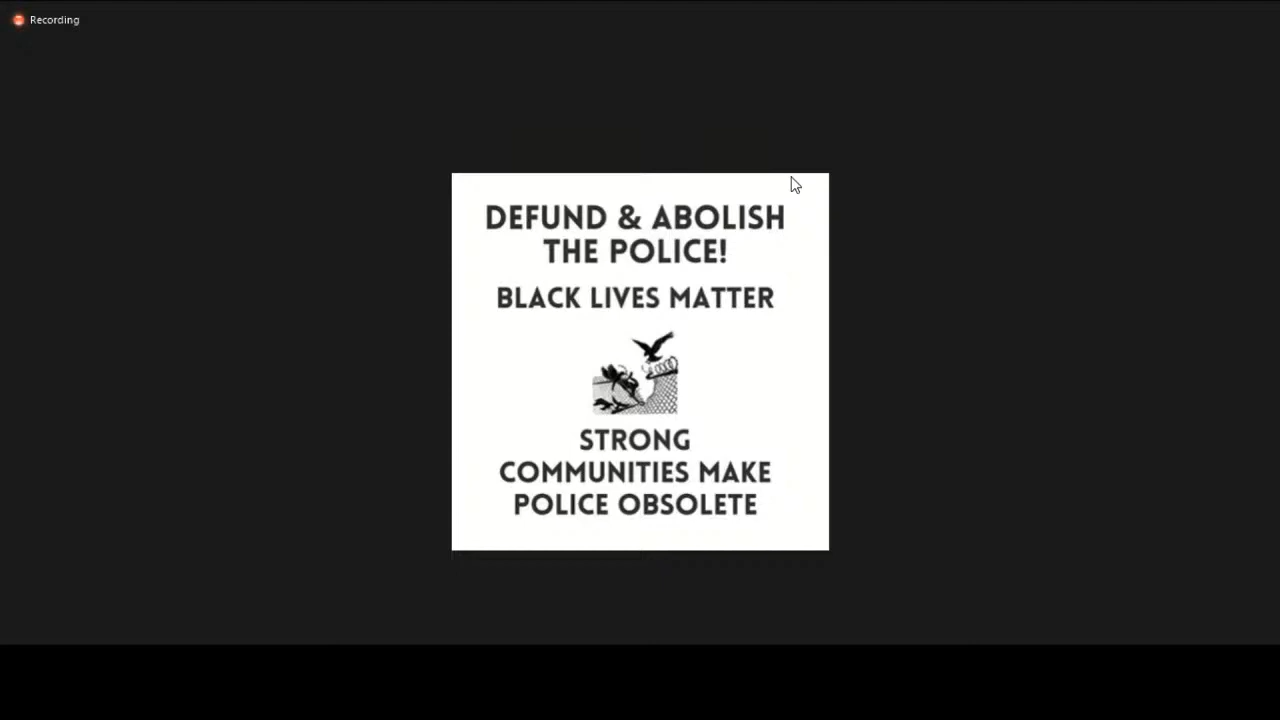 Recording
DEFUND & ABOLISH
THE POLICE!
BLACK LIVES MATTER
STRONG
COMMUNITIES MAKE
POLICE OBSOLETE